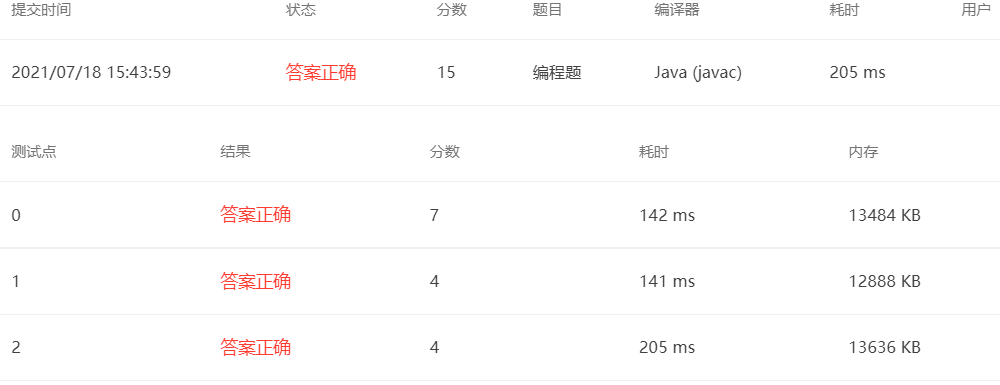 提交时间 状态 分数 题目 编译器 耗时 用户
2021/07/18 15:43:59 答案正确 15 编程题 Java (javac) 205 ms
测试点 结果 分数 耗时 内存
0 答案正确 7 142 ms 13484 KB
1 答案正确 4 141 ms 12888 KB
2 答案正确 4 205 ms 13636 KB